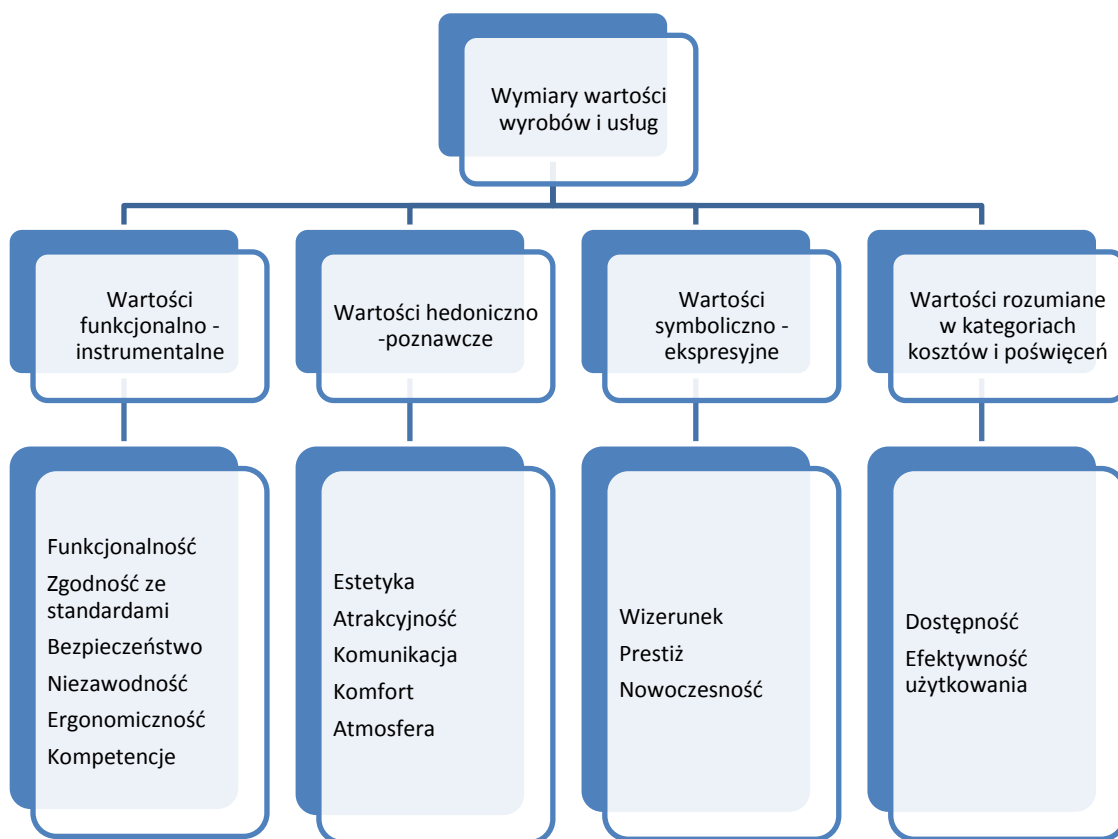 Wymiary wartości
wyrobów i usług
Wartości
funkcjonalno -
instrumentalne
Wartości hedoniczno
-poznawcze
Wartości
symboliczno -
ekspresyjne
Wartości rozumiane
w kategoriach
kosztów i poświęceń
Funkcjonalność
Zgodność ze
standardami
Bezpieczeństwo
Niezawodność
Ergonomiczność
Kompetencje
Estetyka
Atrakcyjność
Komunikacja
Komfort
Atmosfera
Wizerunek
Prestiż
Nowoczesność
Dostępność
Efektywność
użytkowania